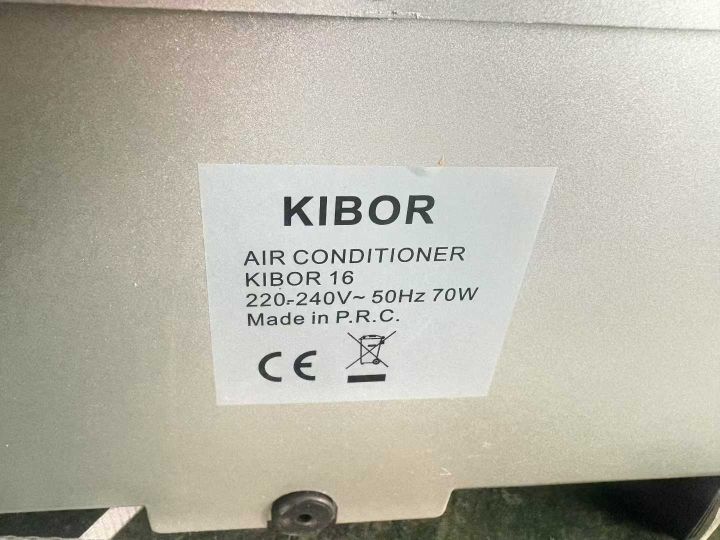 KIBOR
AIR CONDITIONER
KIBOR 16
220-240V~ 50Hz 70W
Made in P.R.C.
CE